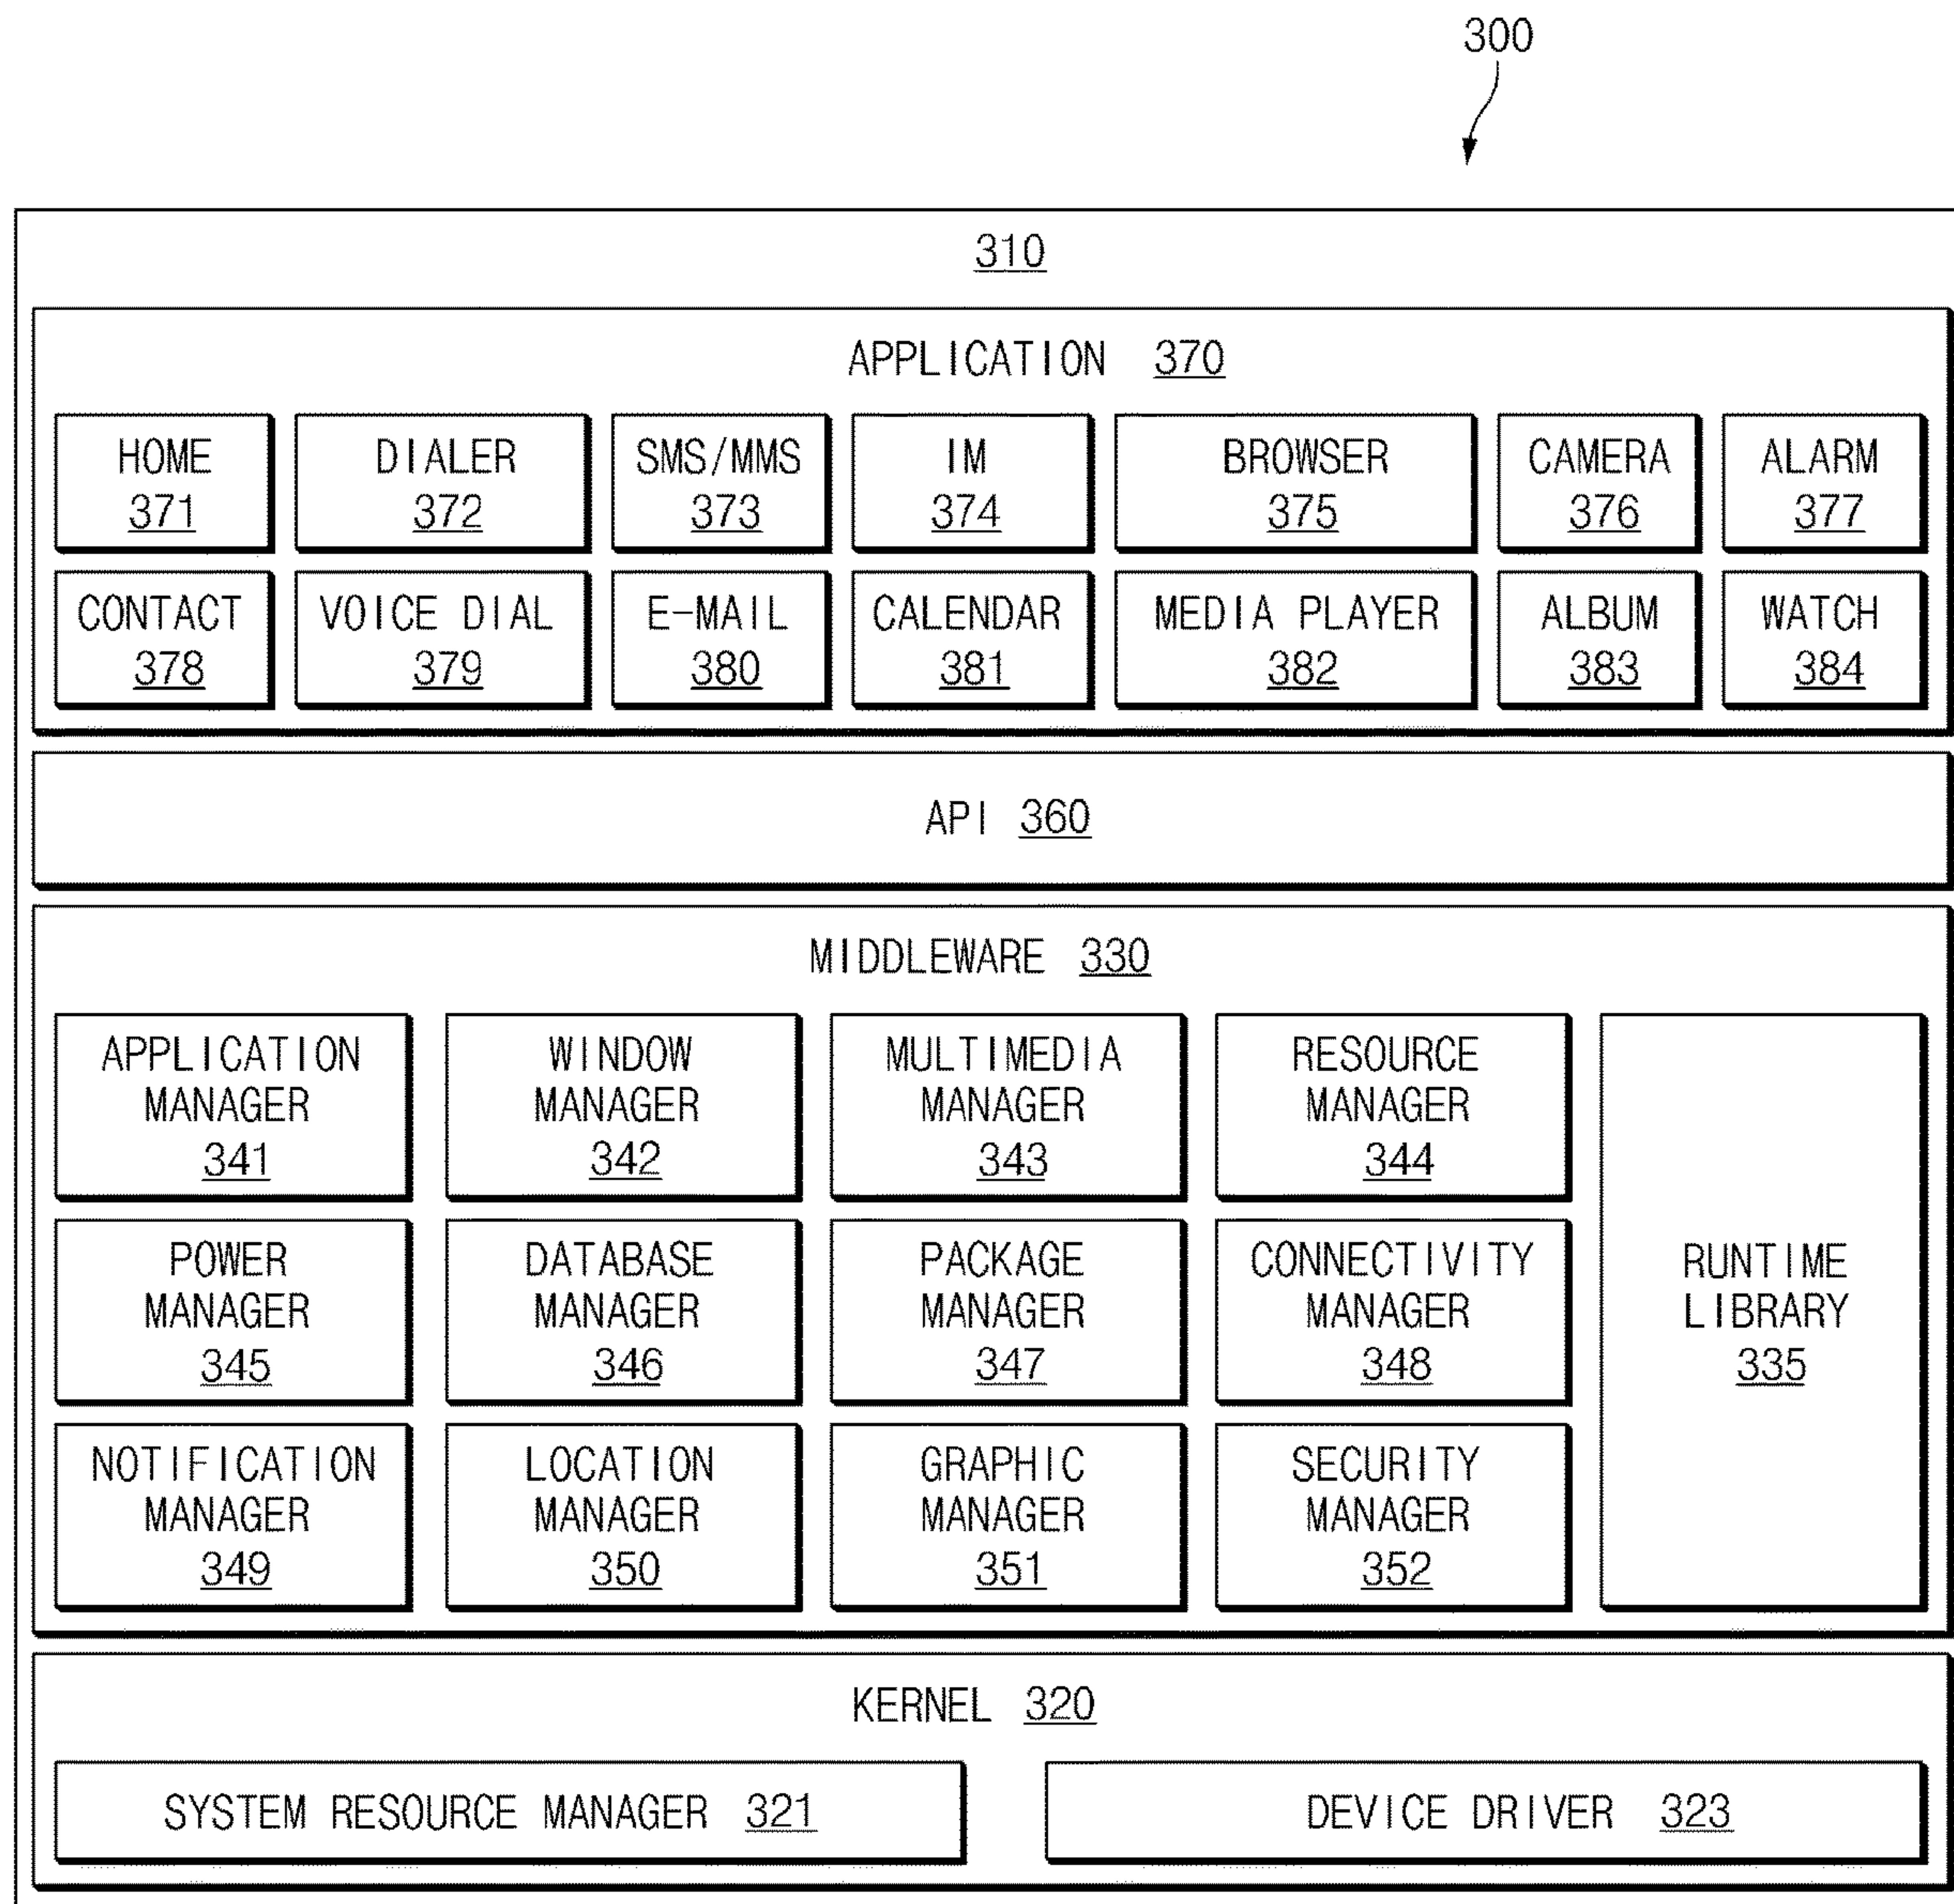 300
310
APPLICATION 370
HOME
371
DIALER
372
SMS/MMS
373
IM
374
BROWSER
375
CAMERA
376
ALARM
377
CONTACT
378
VOICE DIAL
379
E-MAIL
380
CALENDAR
381
MEDIA PLAYER
382
ALBUM
383
WATCH
384
API 360
MIDDLEWARE 330
APPLICATION
MANAGER
341
WINDOW
MANAGER
342
MULTIMEDIA
MANAGER
343
RESOURCE
MANAGER
344
POWER
MANAGER
345
DATABASE
MANAGER
346
PACKAGE
MANAGER
347
CONNECTIVITY
MANAGER
348
NOTIFICATION
MANAGER
349
LOCATION
MANAGER
350
GRAPHIC
MANAGER
351
SECURITY
MANAGER
352
RUNTIME
LIBRARY
335
KERNEL 320
SYSTEM RESOURCE MANAGER 321
DEVICE DRIVER 323